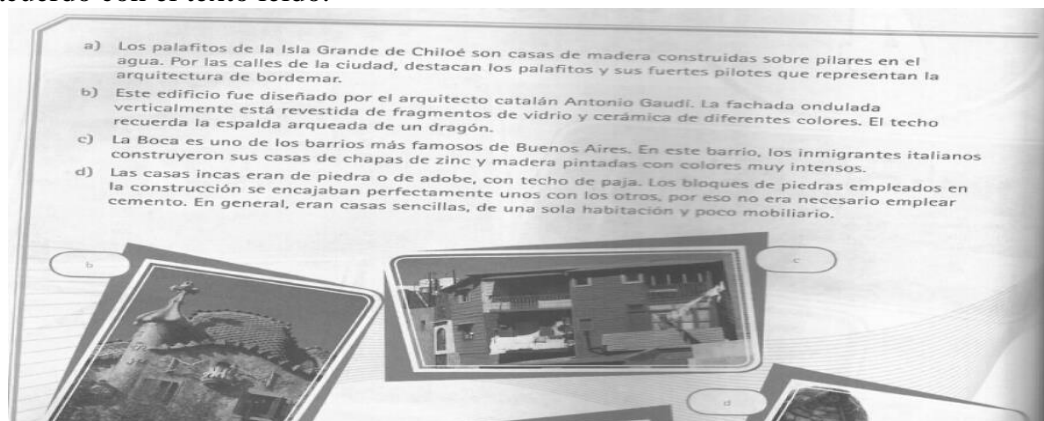 acuerdo con el texto leído.
a) Los palafitos de la Isla Grande de Chiloé son casas de madera construidas sobre pilares en el
agua. Por las calles de la ciudad, destacan los palafitos y sus fuertes pilotes que representan la
arquitectura de bordemar.
b) Este edificio fue diseñado por el arquitecto catalán Antonio Gaudí. La fachada ondulada
verticalmente está revestida de fragmentos de vidrio y cerámica de diferentes colores. El techo
recuerda la espalda arqueada de un dragón.
c) La Boca es uno de los barrios más famosos de Buenos Aires. En este barrio, los inmigrantes italianos
construyeron sus casas de chapas de zinc y madera pintadas con colores muy intensos.
d) Las casas incas eran de piedra o de adobe, con techo de paja. Los bloques de piedras empleados en
la construcción se encajaban perfectamente unos con los otros, por eso no era necesario emplear
cemento. En general, eran casas sencillas, de una sola habitación y poco mobiliario.
b
c
d